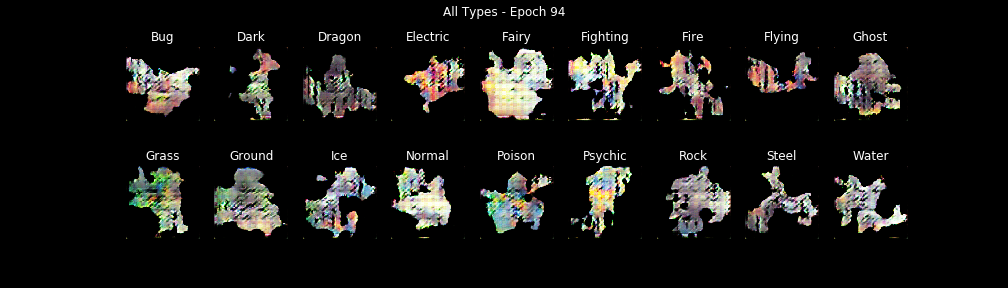 All Types - Epoch 94
Bug Dark Dragon Electric Fairy Fighting Fire Flying Ghost
Grass Ground Ice Normal Poison Psychic Rock Steel Water